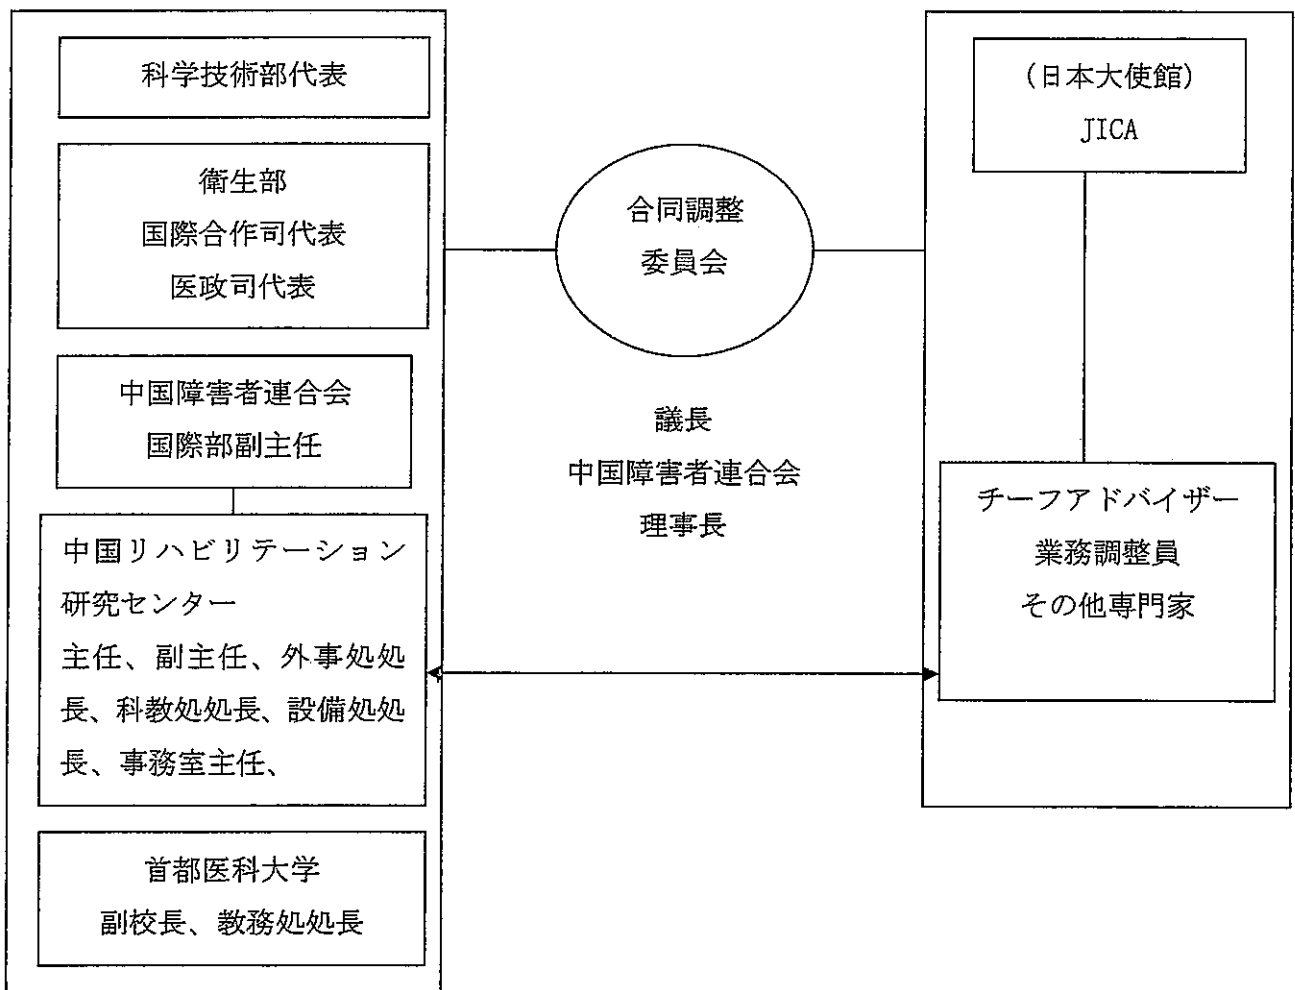 科学技術部代表
衛生部
国際合作司代表
医政司代表
中国障害者連合会
国際部副主任
中国リハビリテーション
研究センター
主任、副主任、外事処処
長、科教処処長、設備処処
長、事務室主任、
首都医科大学
副校長、教務処処長
合同調整
委員会
議長
中国障害者連合会
理事長
(日本大使館)
JICA
チーフアドバイザー
業務調整員
その他専門家